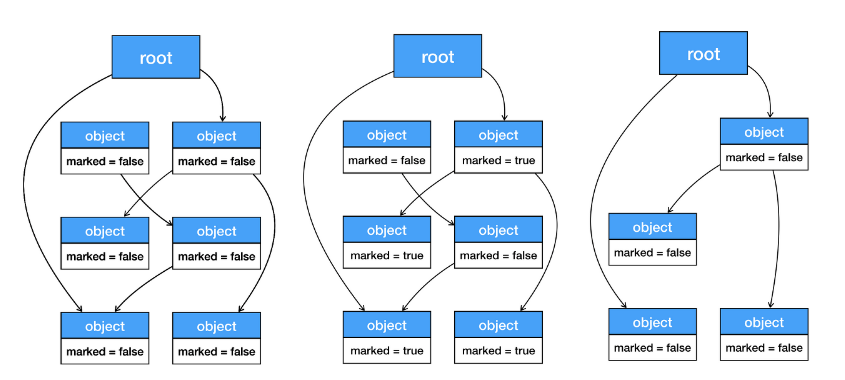 root
object
object
marked = false
marked = false
object
object
marked = false
marked = false
object
object
marked = false
marked = false
root
object
object
marked = false
marked = true
object
object
marked = true
marked = false
object
object
marked = true
marked = true
root
object
marked = false
object
marked = false
object
object
marked = false
marked = false